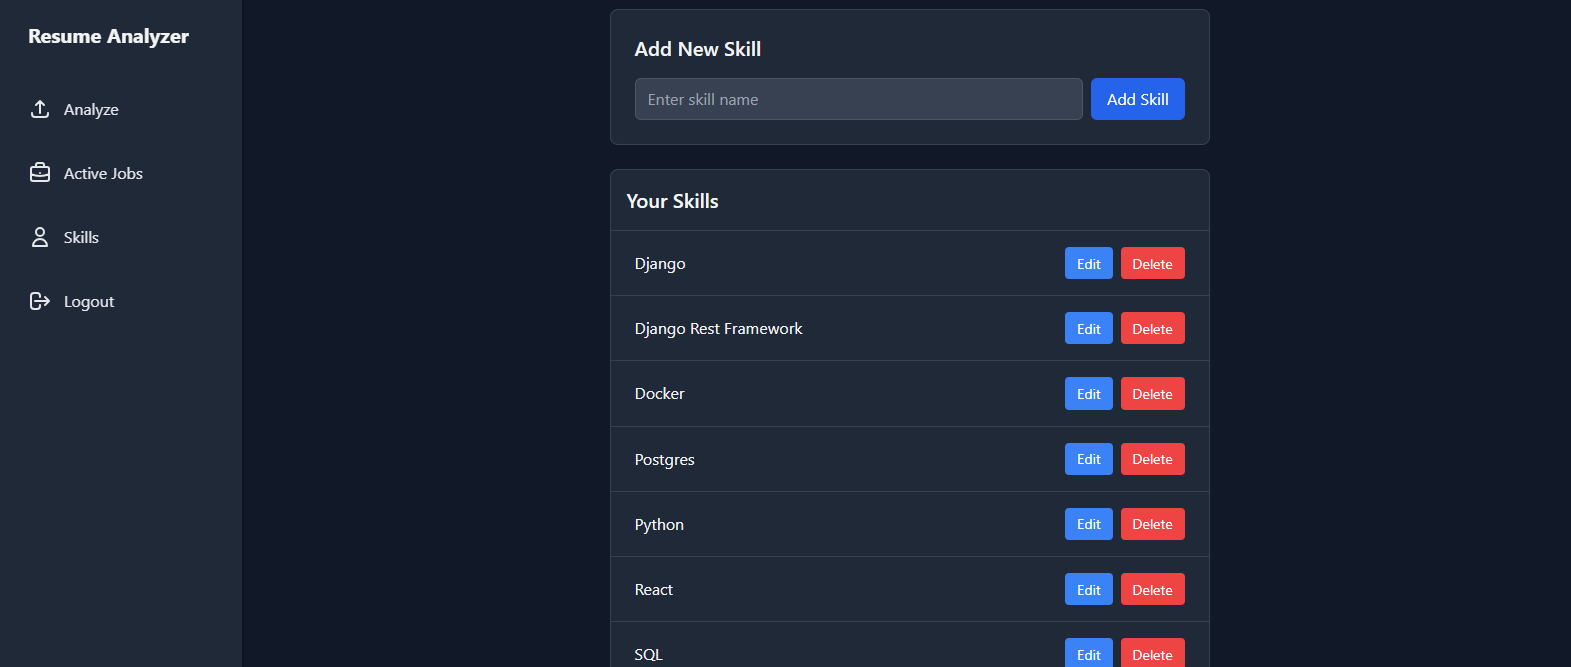 Resume Analyzer
Analyze
Active Jobs
Skills
Logout
Add New Skill
Enter skill name
Add Skill
Your Skills
Django Edit Delete
Django Rest Framework Edit Delete
Docker Edit Delete
Postgres Edit Delete
Python Edit Delete
React Edit Delete
SQL Edit Delete